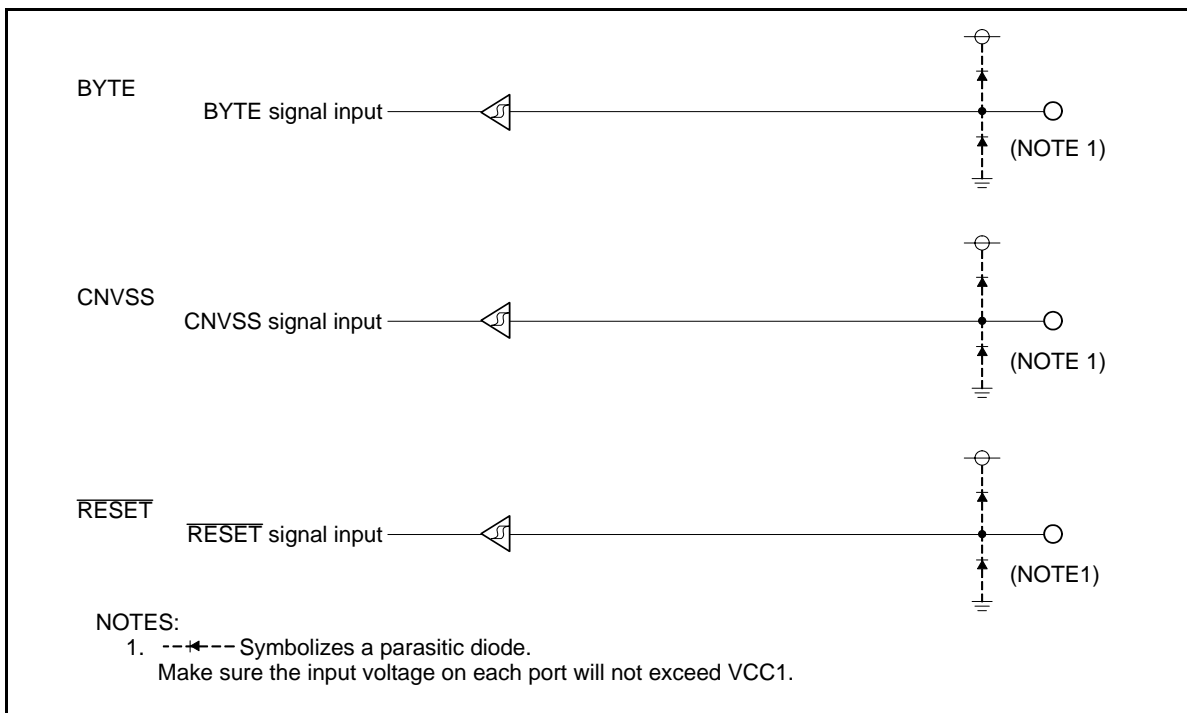 BYTE
BYTE signal input
(NOTE 1)
CNVSS
CNVSS signal input
(NOTE 1)
RESET
RESET signal input
(NOTE1)
NOTES:
1. Symbolizes a parasitic diode.
Make sure the input voltage on each port will not exceed VCC1.